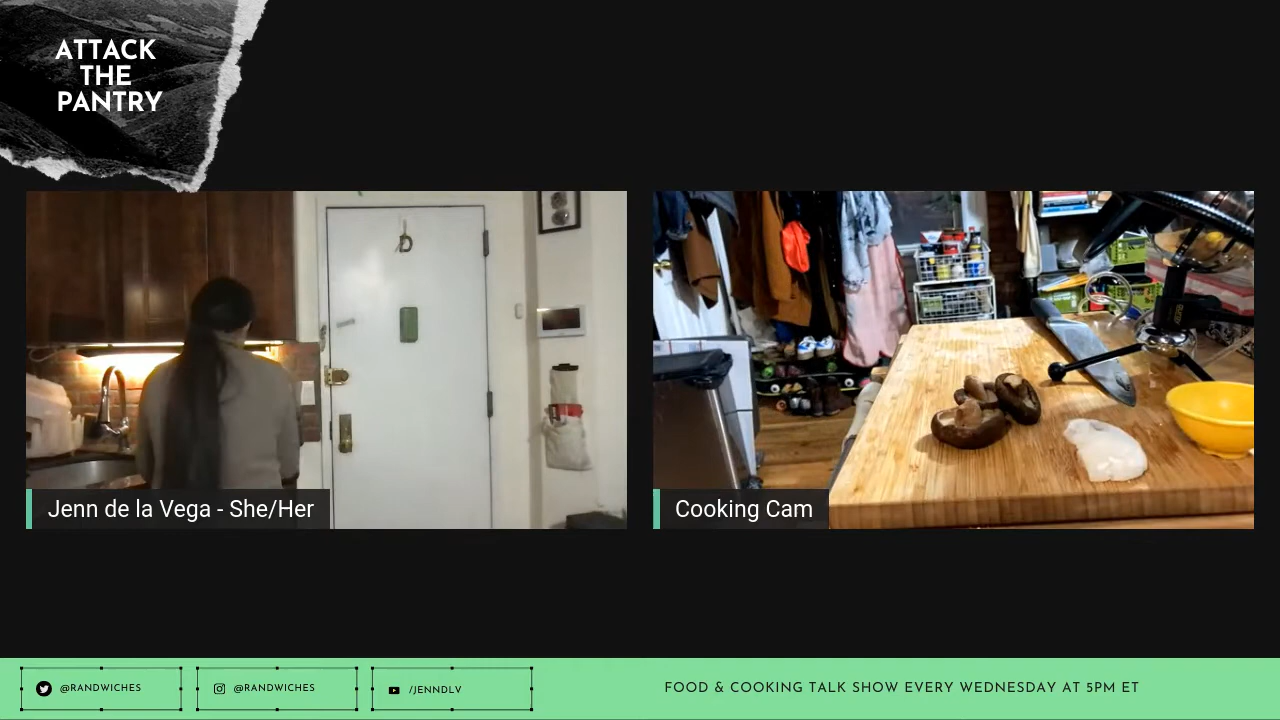 ATTACK
THE
PANTRY
D
Jenn de la Vega - She/Her
Cooking Cam
@RANDWICHES
@RANDWICHES
/JENNDLV
FOOD & COOKING TALK SHOW EVERY WEDNESDAY AT 5PM ET